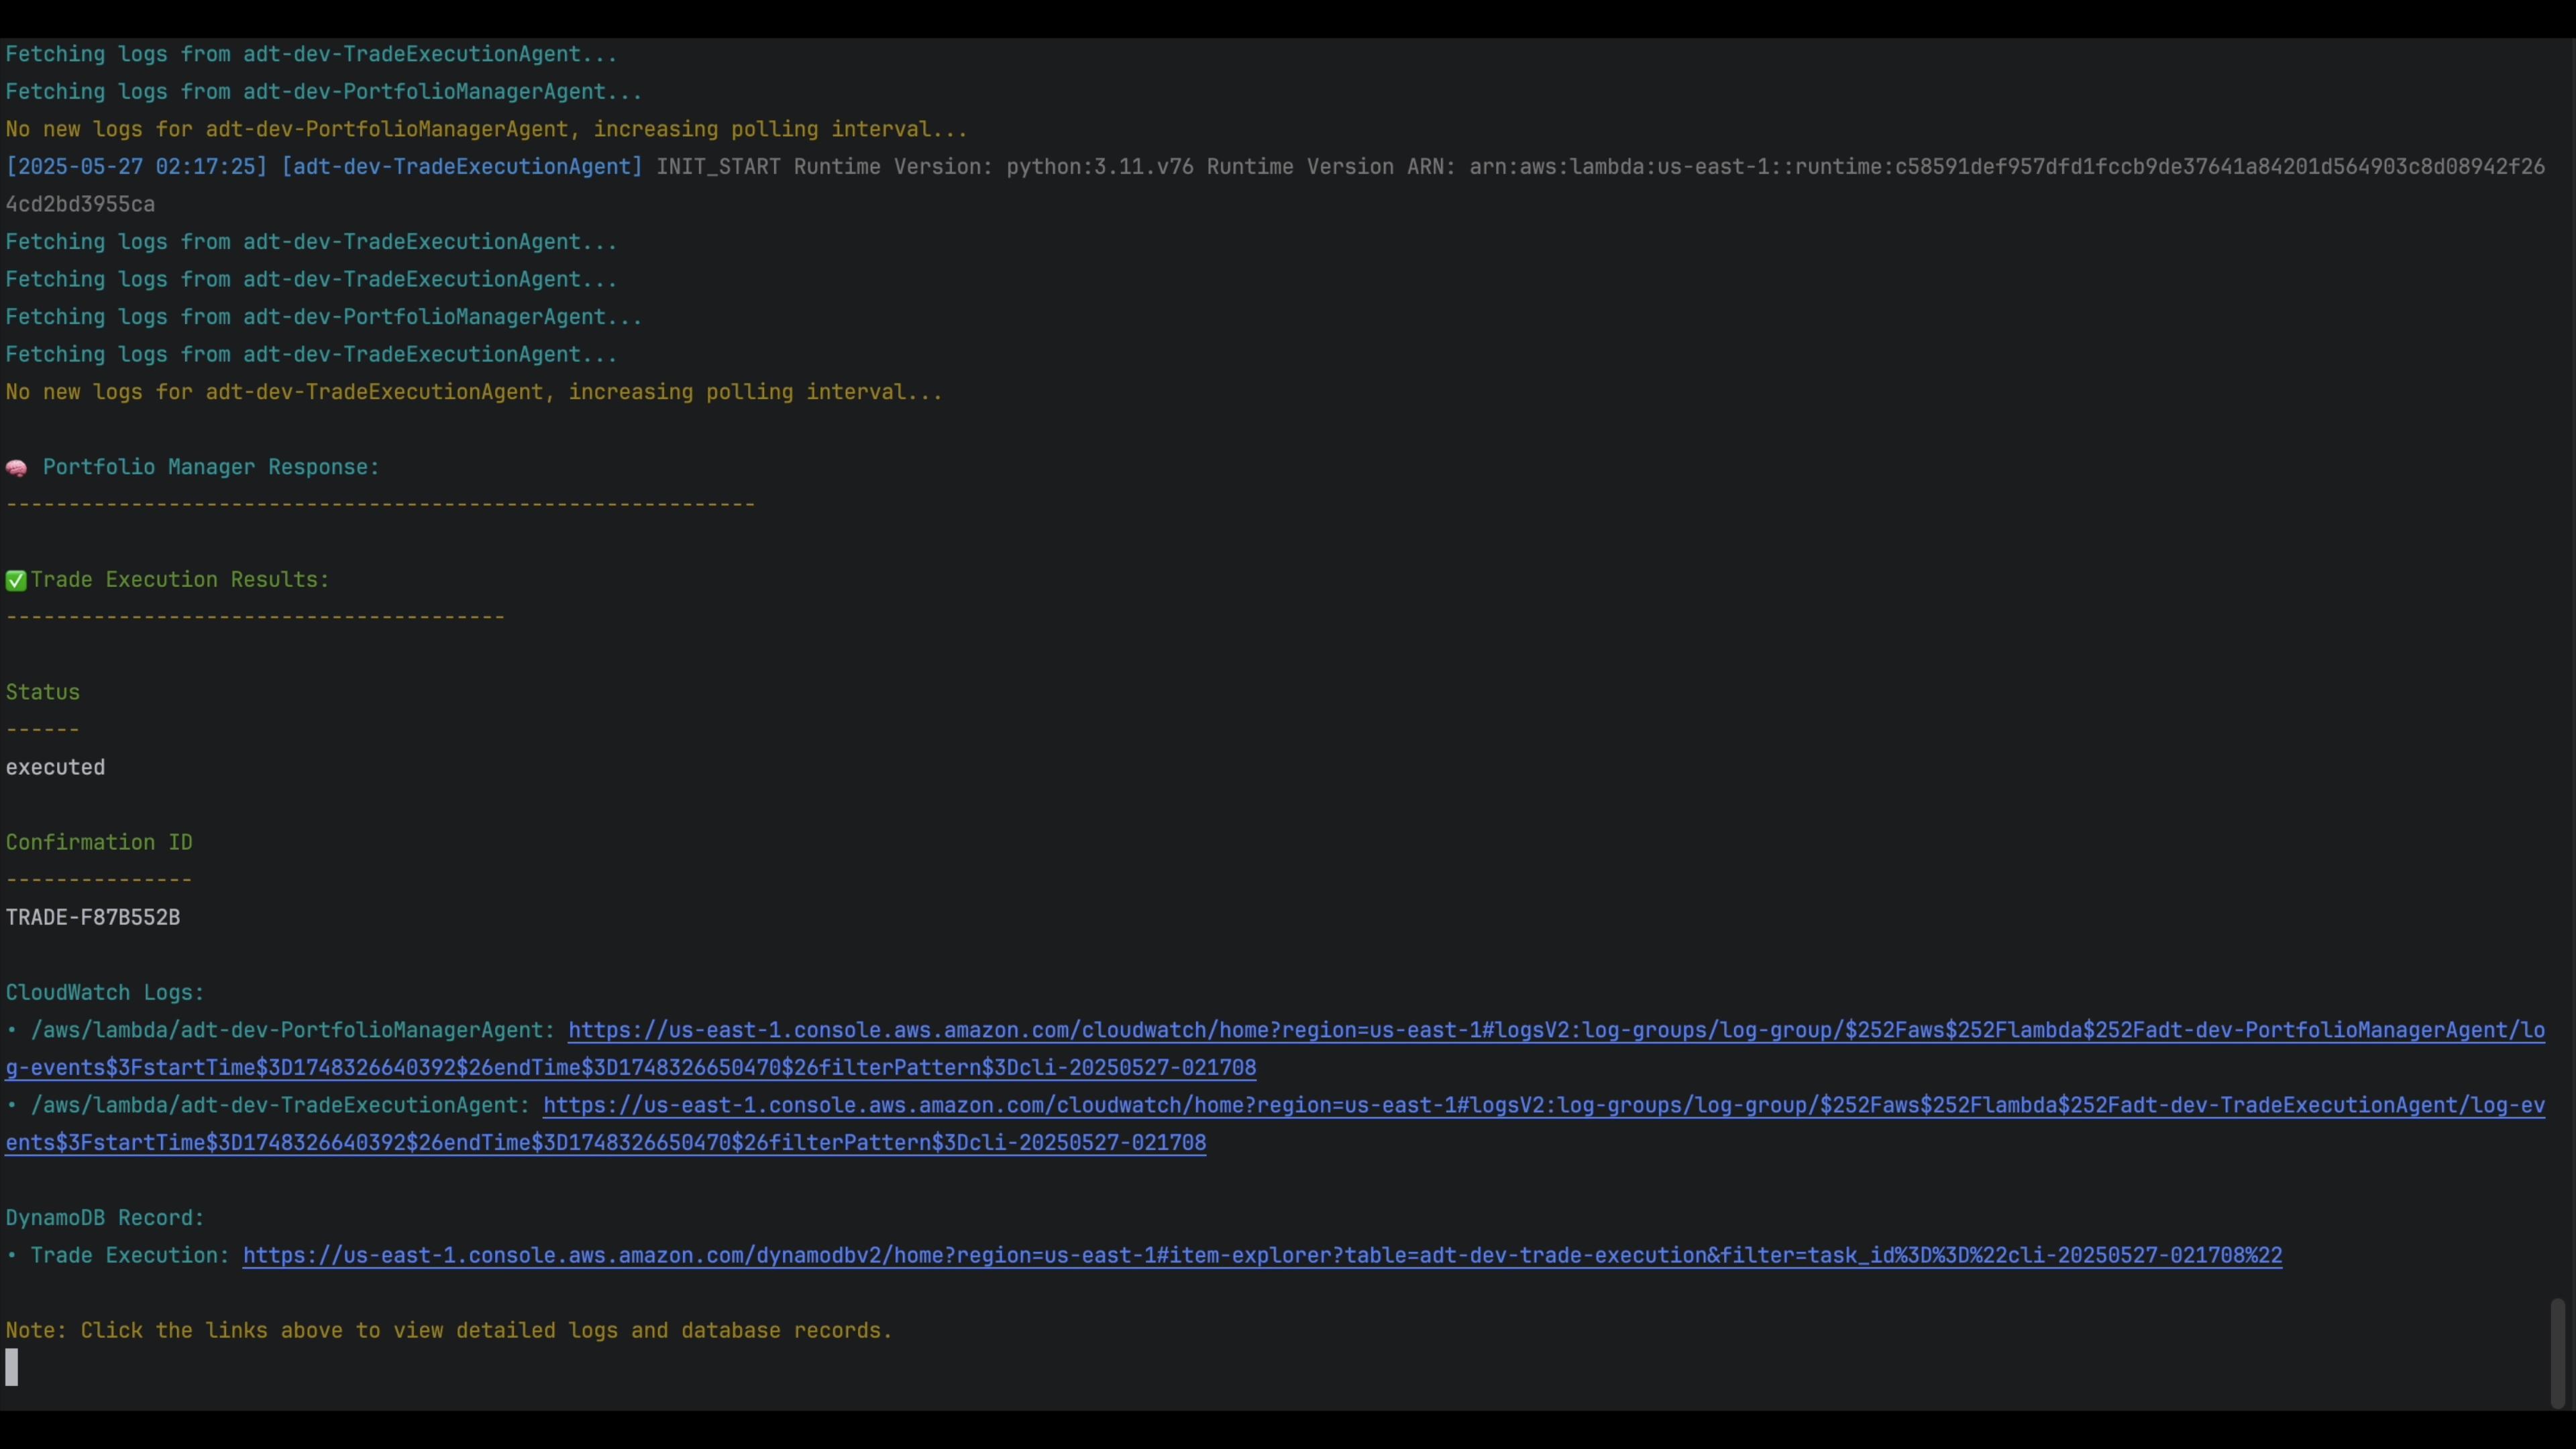 Fetching logs from adt-dev-TradeExecutionAgent...
Fetching logs from adt-dev-PortfolioManagerAgent...
No new logs for adt-dev-PortfolioManagerAgent, increasing polling interval...
[2025-05-27 02:17:25] [adt-dev-TradeExecutionAgent] INIT_START Runtime Version: python:3.11.v76 Runtime Version ARN: arn:aws:lambda:us-east-1::runtime:c58591def957dfd1fccb9de37641a84201d564903c8d08942f26
4cd2bd3955ca
Fetching logs from adt-dev-TradeExecutionAgent...
Fetching logs from adt-dev-TradeExecutionAgent...
Fetching logs from adt-dev-PortfolioManagerAgent...
Fetching logs from adt-dev-TradeExecutionAgent...
No new logs for adt-dev-TradeExecutionAgent, increasing polling interval...
🧠 Portfolio Manager Response:
------------------------------------------------------------
✅Trade Execution Results:
----------------------------------------
Status
------
executed
Confirmation ID
---------------
TRADE-F87B552B
CloudWatch Logs:
• /aws/lambda/adt-dev-PortfolioManagerAgent: https://us-east-1.console.aws.amazon.com/cloudwatch/home?region=us-east-1#logsV2:log-groups/log-group/$252Faws$252Flambda$252Fadt-dev-PortfolioManagerAgent/lo
g-events$3FstartTime$3D1748326640392$26endTime$3D1748326650470$26filterPattern$3Dcli-20250527-021708
• /aws/lambda/adt-dev-TradeExecutionAgent: https://us-east-1.console.aws.amazon.com/cloudwatch/home?region=us-east-1#logsV2:log-groups/log-group/$252Faws$252Flambda$252Fadt-dev-TradeExecutionAgent/log-ev
ents$3FstartTime$3D1748326640392$26endTime$3D1748326650470$26filterPattern$3Dcli-20250527-021708
DynamoDB Record:
• Trade Execution: https://us-east-1.console.aws.amazon.com/dynamodbv2/home?region=us-east-1#item-explorer?table=adt-dev-trade-execution&filter=task_id%3D%3D%22cli-20250527-021708%22
Note: Click the links above to view detailed logs and database records.